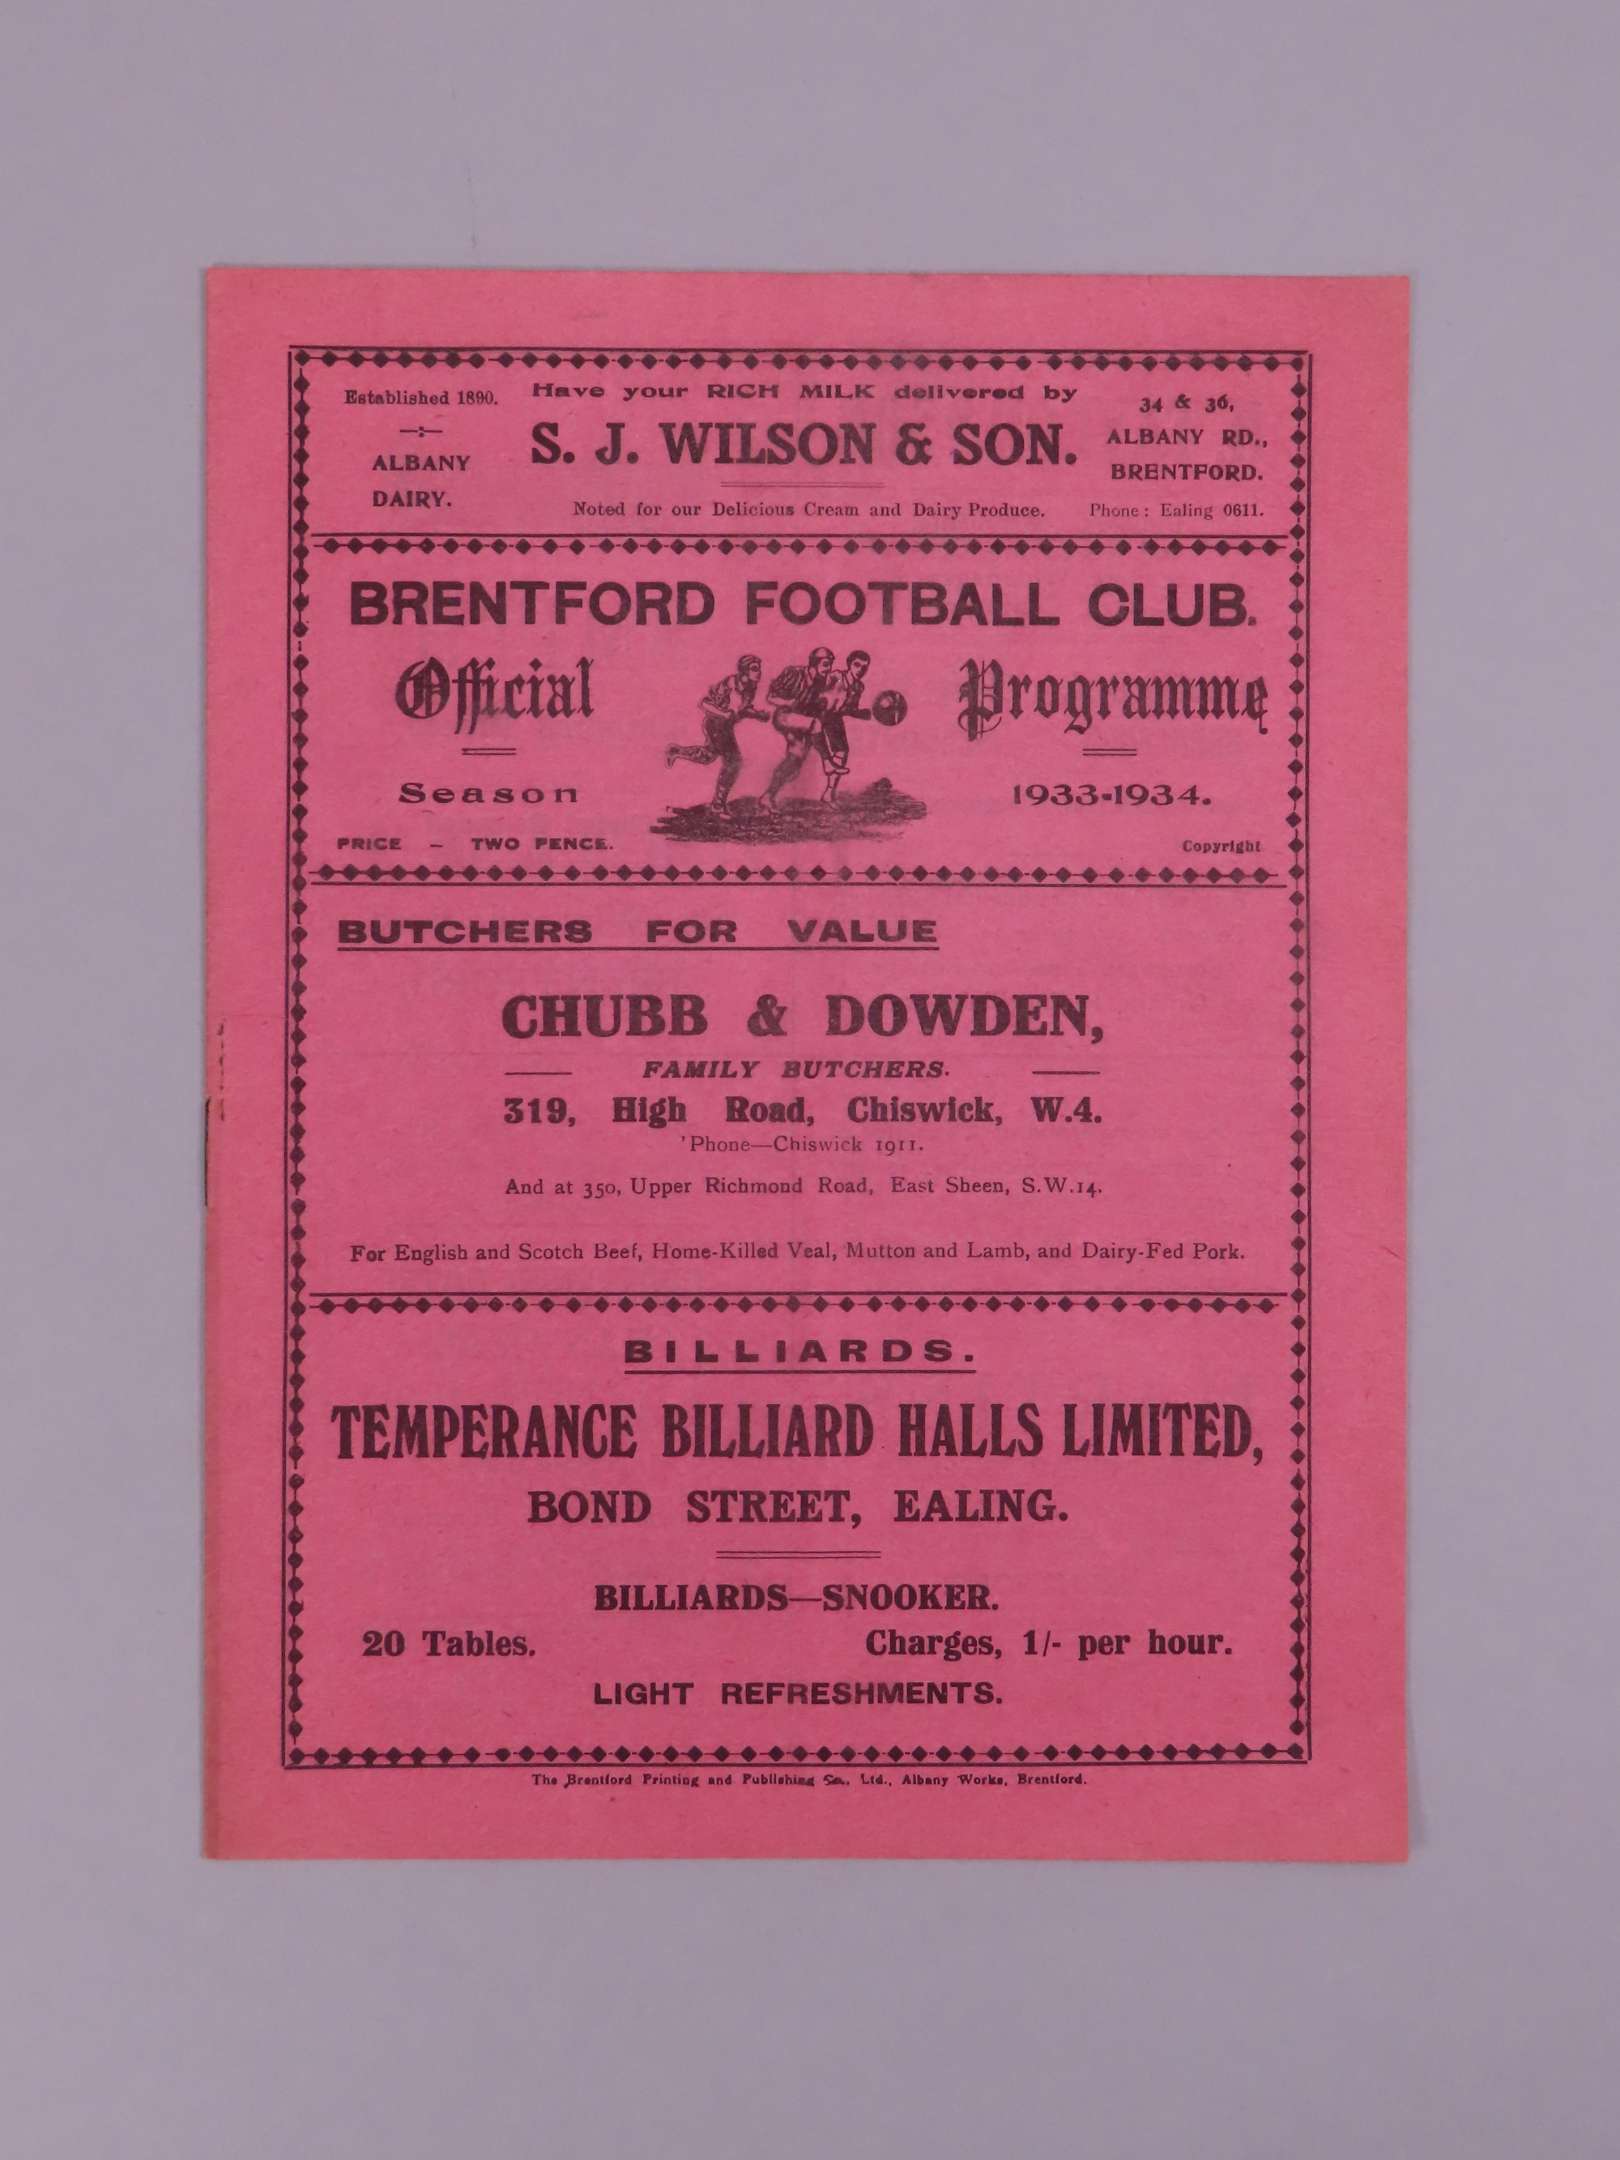 Established 1890.
ALBANY
DAIRY.
Have your RICH MILK delivered by
S. J. WILSON & SON.
Noted for our Delicious Cream and Dairy Produce.
34 & 36,
ALBANY RD.,
BRENTFORD.
Phone : Ealing 0611.
BRENTFORD FOOTBALL CLUB.
Official Programme
Season 1933-1934.
PRICE - TWO PENCE. Copyright
BUTCHERS FOR VALUE
CHUBB & DOWDEN,
FAMILY BUTCHERS.
319, High Road, Chiswick, W.4.
'Phone—Chiswick 1911.
And at 350, Upper Richmond Road, East Sheen, S.W.14.
For English and Scotch Beef, Home-Killed Veal, Mutton and Lamb, and Dairy-Fed Pork.
BILLIARDS.
TEMPERANCE BILLIARD HALLS LIMITED,
BOND STREET, EALING.
BILLIARDS—SNOOKER.
20 Tables. Charges, 1/- per hour.
LIGHT REFRESHMENTS.
The Brentford Printing and Publishing Co., Ltd., Albany Works, Brentford.